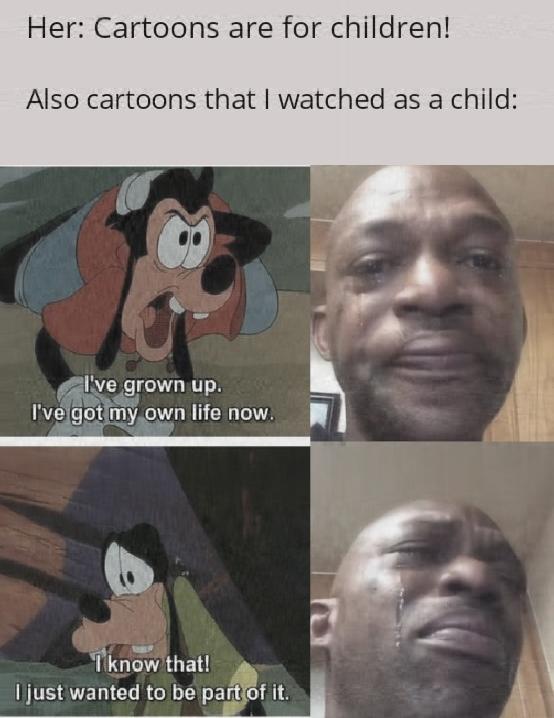 Her: Cartoons are for children!
Also cartoons that I watched as a child:
I've grown up.
I've got my own life now.
I know that!
I just wanted to be part of it.